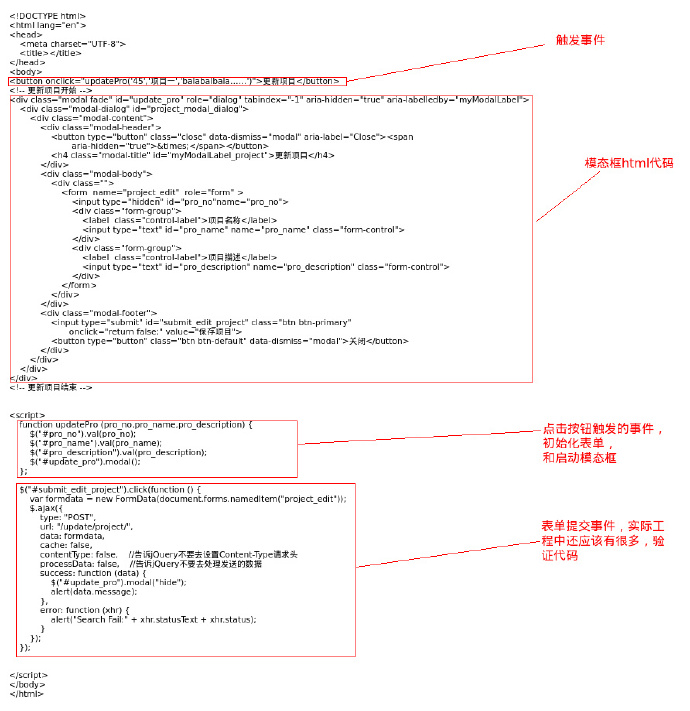 <!DOCTYPE html>
<html lang="en">
<head>
<meta charset="UTF-8">
<title></title>
</head>
<body>
<button onclick="updatePro('45','项目一','balabalbala......')">更新项目</button>
<!-- 更新项目开始 -->
<div class="modal fade" id="update_pro" role="dialog" tabindex="-1" aria-hidden="true" aria-labelledby="myModalLabel">
<div class="modal-dialog" id="project_modal_dialog">
<div class="modal-content">
<div class="modal-header">
<button type="button" class="close" data-dismiss="modal" aria-label="Close"><span
aria-hidden="true">&times;</span></button>
<h4 class="modal-title" id="myModalLabel_project">更新项目</h4>
</div>
<div class="modal-body">
<div class="">
<form name="project_edit" role="form" >
<input type="hidden" id="pro_no"name="pro_no">
<div class="form-group">
<label class="control-label">项目名称</label>
<input type="text" id="pro_name" name="pro_name" class="form-control">
</div>
<div class="form-group">
<label class="control-label">项目描述</label>
<input type="text" id="pro_description" name="pro_description" class="form-control">
</div>
</form>
</div>
</div>
<div class="modal-footer">
<input type="submit" id="submit_edit_project" class="btn btn-primary"
onclick="return false;" value="保存项目">
<button type="button" class="btn btn-default" data-dismiss="modal">关闭</button>
</div>
</div>
</div>
</div>
<!-- 更新项目结束 -->
<script>
function updatePro (pro_no,pro_name,pro_description) {
$("#pro_no").val(pro_no);
$("#pro_name").val(pro_name);
$("#pro_description").val(pro_description);
$("#update_pro").modal();
};
$("#submit_edit_project").click(function () {
var formdata = new FormData(document.forms.namedItem("project_edit"));
$.ajax({
type: "POST",
url: "/update/project/",
data: formdata,
cache: false,
contentType: false, //告诉jQuery不要去设置Content-Type请求头
processData: false, //告诉jQuery不要去处理发送的数据
success: function (data) {
$("#update_pro").modal("hide");
alert(data.message);
},
error: function (xhr) {
alert("Search Fail:" + xhr.statusText + xhr.status);
}
});
});
</script>
</body>
</html>
触发事件
模态框html代码
点击按钮触发的事件，
初始化表单，
和启动模态框
表单提交事件，实际工
程中还应该有很多，验
证代码